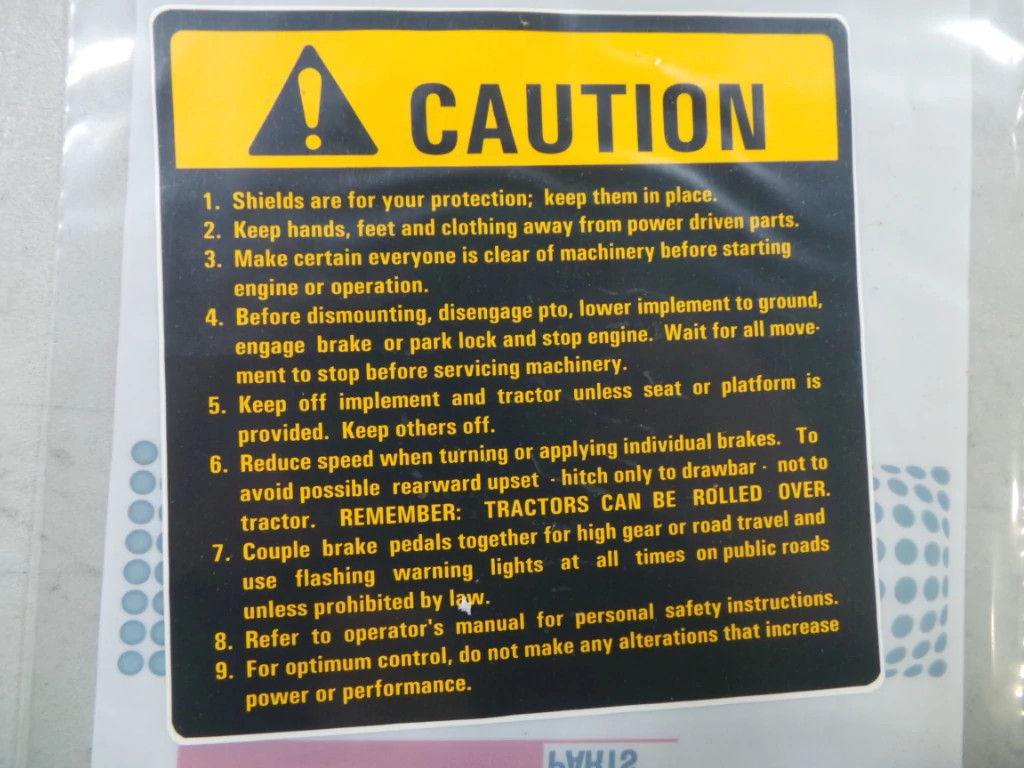 CAUTION
1. Shields are for your protection; keep them in place.
2. Keep hands, feet and clothing away from power driven parts.
3. Make certain everyone is clear of machinery before starting
engine or operation.
4. Before dismounting, disengage pto, lower implement to ground,
engage brake or park lock and stop engine. Wait for all move-
ment to stop before servicing machinery.
5. Keep off implement and tractor unless seat or platform is
provided. Keep others off.
6. Reduce speed when turning or applying individual brakes. To
avoid possible rearward upset - hitch only to drawbar - not to
tractor. REMEMBER: TRACTORS CAN BE ROLLED OVER.
7. Couple brake pedals together for high gear or road travel and
use flashing warning lights at all times on public roads
unless prohibited by law.
8. Refer to operator's manual for personal safety instructions.
9. For optimum control, do not make any alterations that increase
power or performance.
PARTS